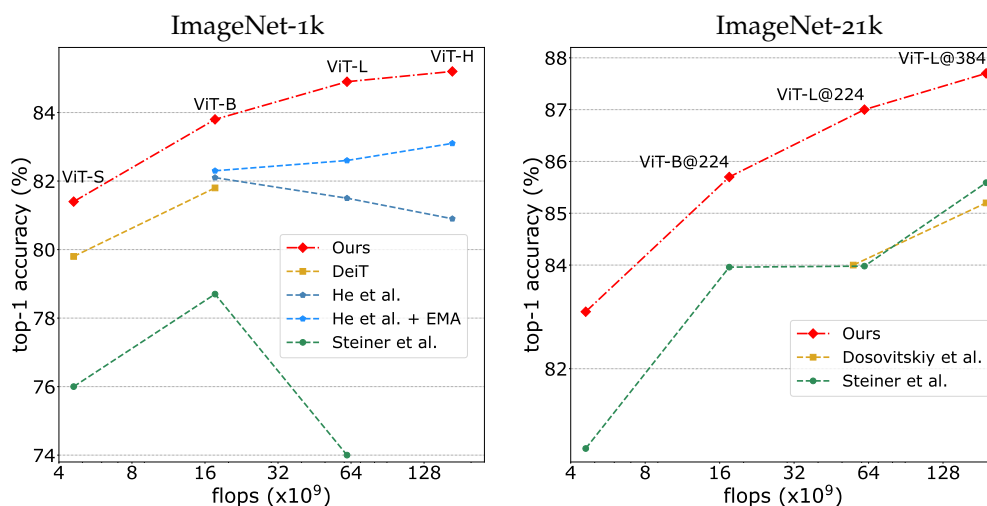 ImageNet-1k
ViT-S
ViT-B
ViT-L
ViT-H
84
82
80
78
76
74
top-1 accuracy (%)
Ours
DeiT
He et al.
He et al. + EMA
Steiner et al.
4 8 16 32 64 128
flops (x10⁹)
ImageNet-21k
ViT-L@384
ViT-L@224
ViT-B@224
88
87
86
85
84
82
top-1 accuracy (%)
Ours
Dosovitskiy et al.
Steiner et al.
4 8 16 32 64 128
flops (x10⁹)